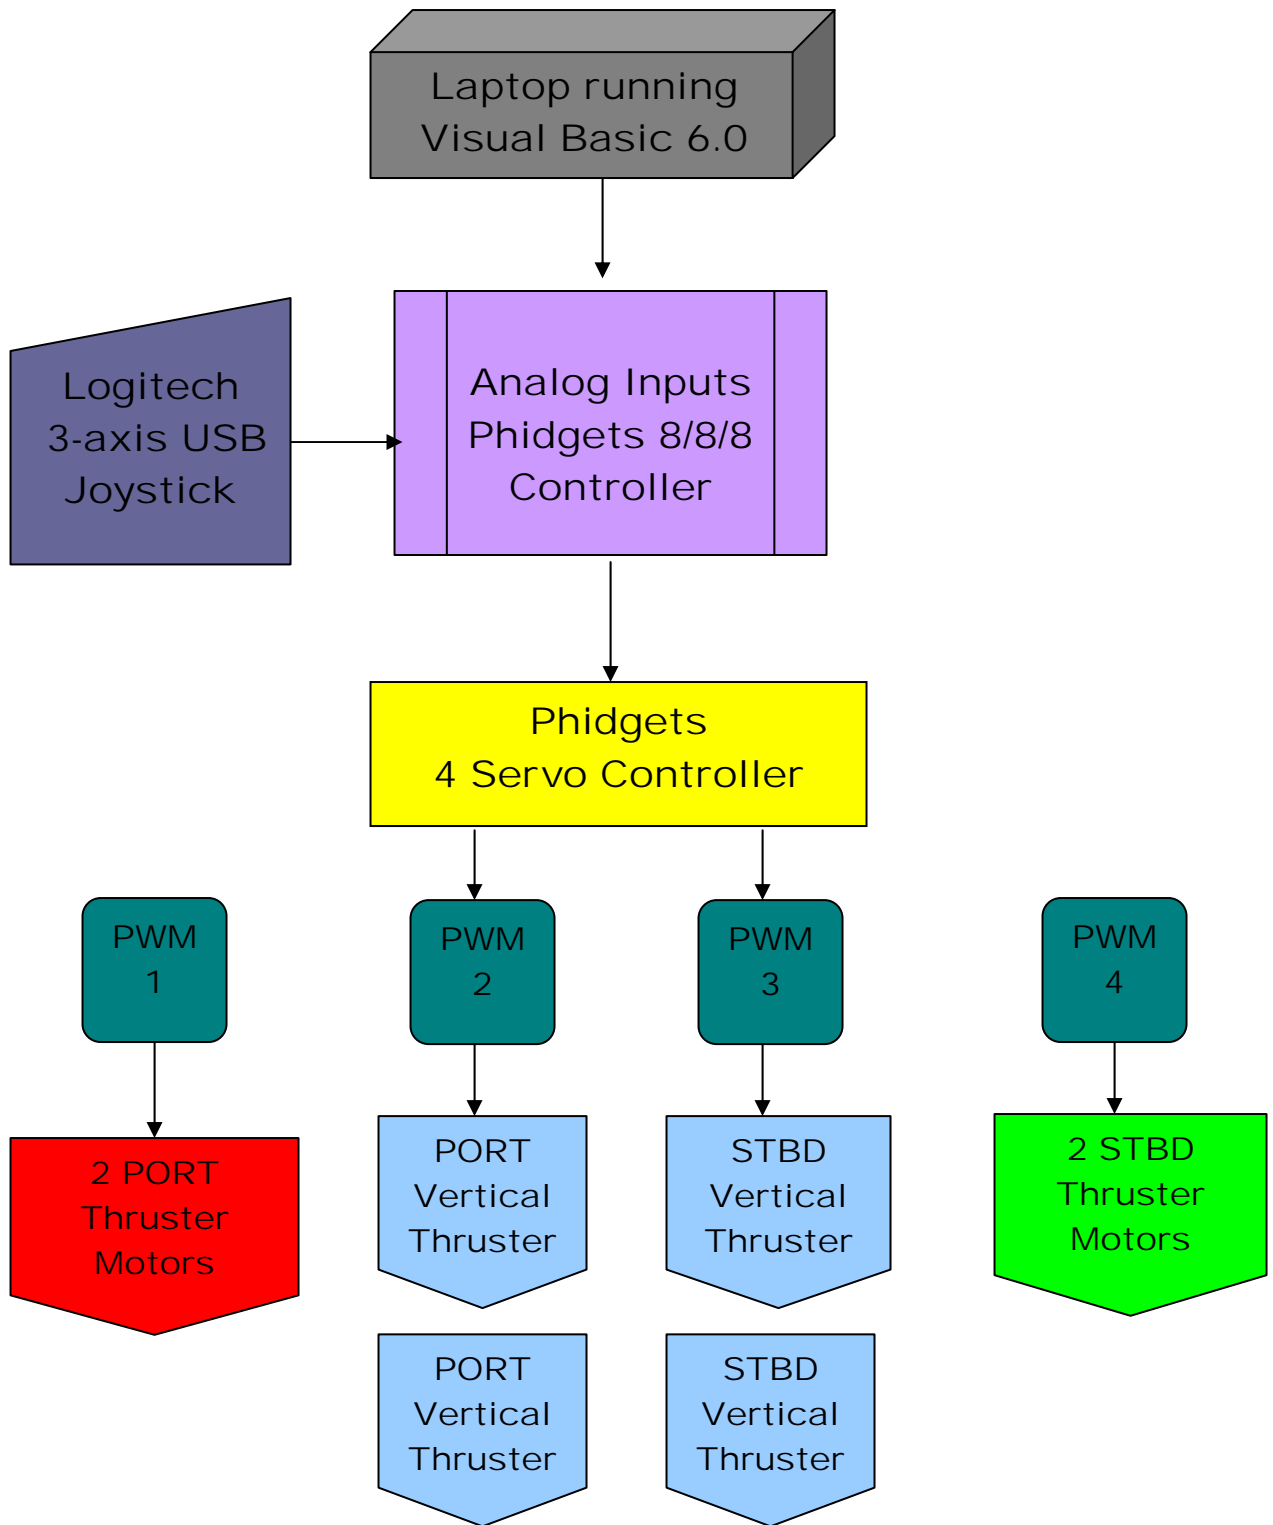 Laptop running
Visual Basic 6.0
Logitech
3-axis USB
Joystick
Analog Inputs
Phidgets 8/8/8
Controller
Phidgets
4 Servo Controller
PWM
1
PWM
2
PWM
3
PWM
4
2 PORT
Thruster
Motors
PORT
Vertical
Thruster
STBD
Vertical
Thruster
2 STBD
Thruster
Motors
PORT
Vertical
Thruster
STBD
Vertical
Thruster